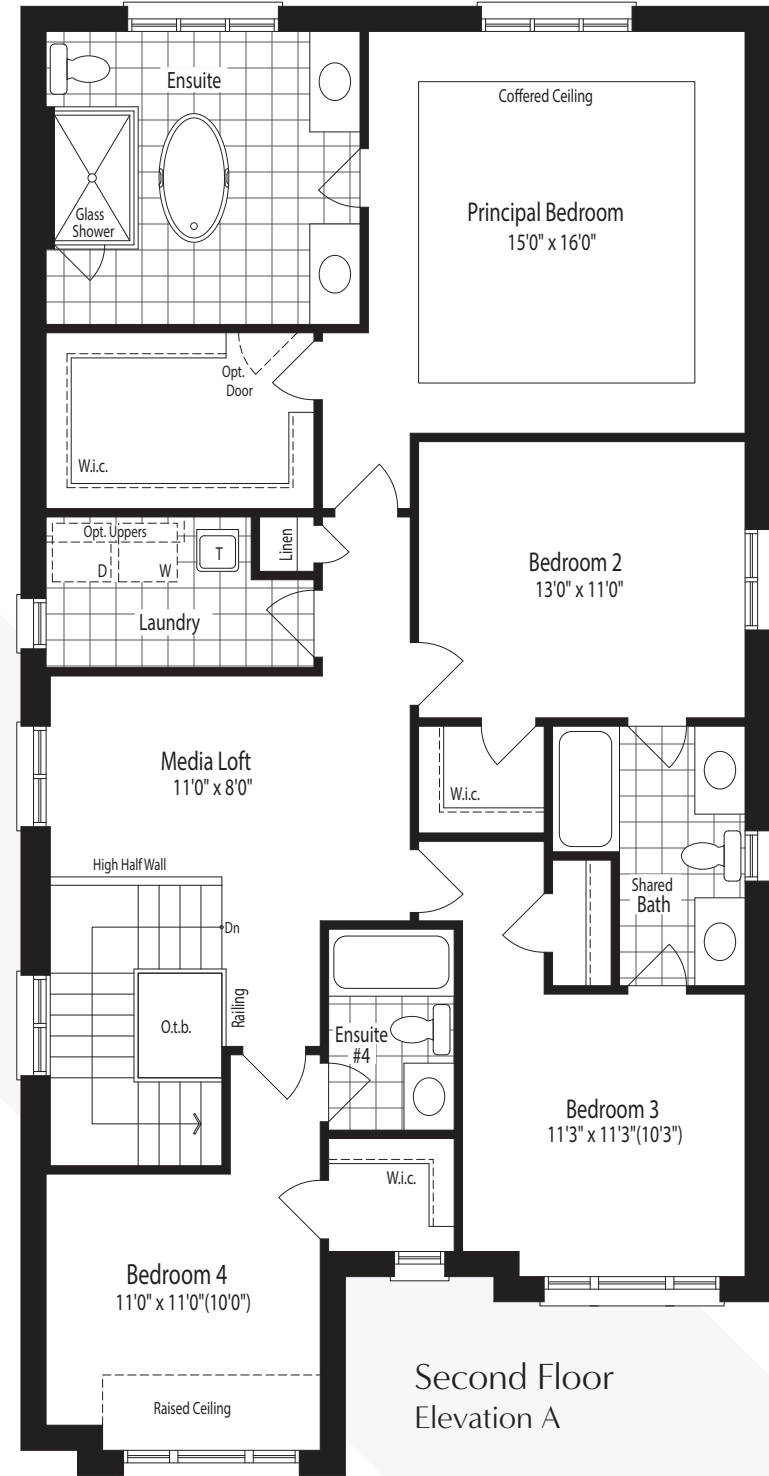 Ensuite
Coffered Ceiling
Principal Bedroom
15'0" x 16'0"
Glass
Shower
Opt.
Door
W.i.c.
Opt. Uppers
D
W
T
Linen
Laundry
Bedroom 2
13'0" x 11'0"
Media Loft
11'0" x 8'0"
W.i.c.
High Half Wall
Shared
Bath
Dn
Railing
O.t.b.
Ensuite
#4
Bedroom 3
11'3" x 11'3"(10'3")
W.i.c.
Bedroom 4
11'0" x 11'0"(10'0")
Raised Ceiling
Second Floor
Elevation A